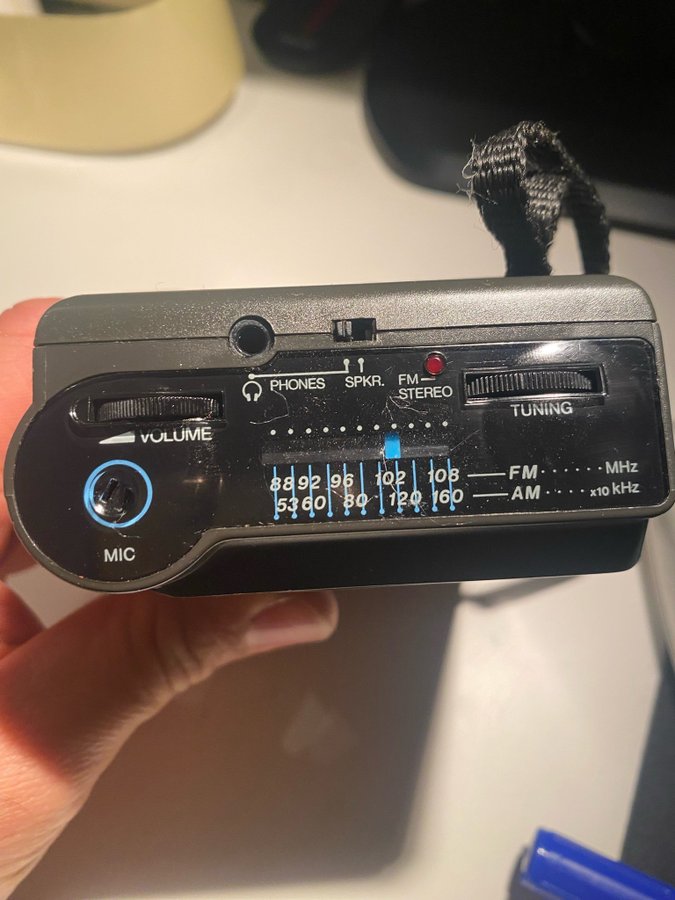 PHONES SPKR. FM STEREO
TUNING
VOLUME
88 92 96 102 108 FM MHz
53 60 80 120 160 AM x10 kHz
MIC